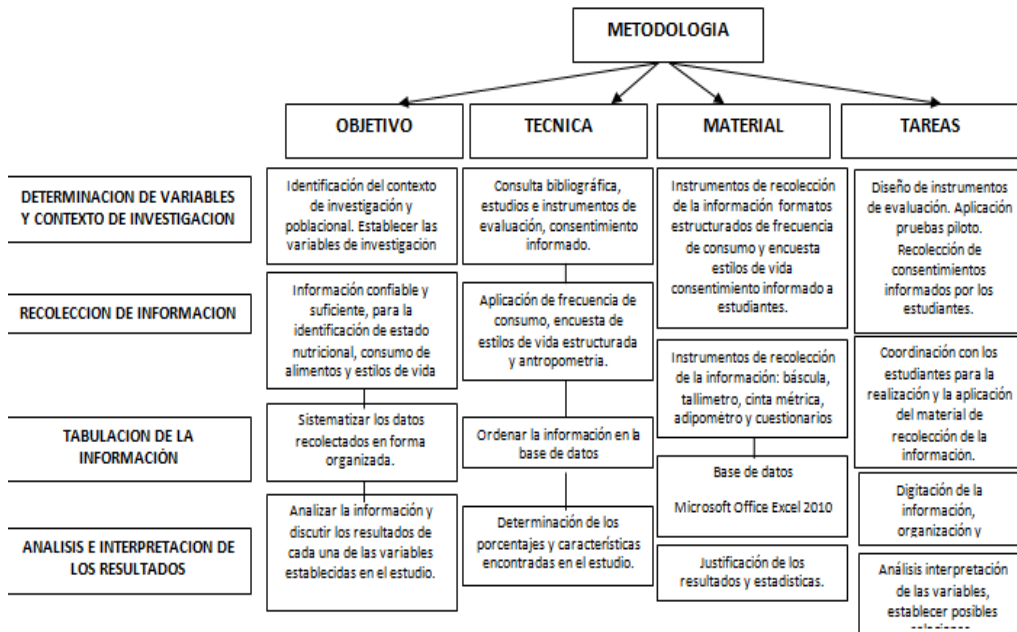 METODOLOGIA
OBJETIVO
TECNICA
MATERIAL
TAREAS
DETERMINACION DE VARIABLES
Y CONTEXTO DE INVESTIGACION
Identificación del contexto
de investigación y
poblacional. Establecer las
variables de investigación
Consulta bibliográfica,
estudios e instrumentos de
evaluación, consentimiento
informado.
Instrumentos de recolección
de la información formatos
estructurados de frecuencia
de consumo y encuesta
estilos de vida
consentimiento informado a
estudiantes.
Diseño de instrumentos
de evaluación. Aplicación
pruebas piloto.
Recolección de
consentimientos
informados por los
estudiantes.
RECOLECCION DE INFORMACION
Información confiable y
suficiente, para la
identificación de estado
nutricional, consumo de
alimentos y estilos de vida
Aplicación de frecuencia de
consumo, encuesta de
estilos de vida estructurada
y antropometria.
Instrumentos de recolección
de la información: báscula,
tallimetro, cinta métrica,
adipométro y cuestionarios
Coordinación con los
estudiantes para la
realización y la aplicación
del material de
recolección de la
información.
TABULACION DE LA
INFORMACIÓN
Sistematizar los datos
recolectados en forma
organizada.
Ordenar la información en la
base de datos
Base de datos
Microsoft Office Excel 2010
Digitación de la
información,
organización y
ANALISIS E INTERPRETACION DE
LOS RESULTADOS
Analizar la información y
discutir los resultados de
cada una de las variables
establecidas en el estudio.
Determinación de los
porcentajes y características
encontradas en el estudio.
Justificación de los
resultados y estadisticas.
Análisis interpretación
de las variables,
establecer posibles